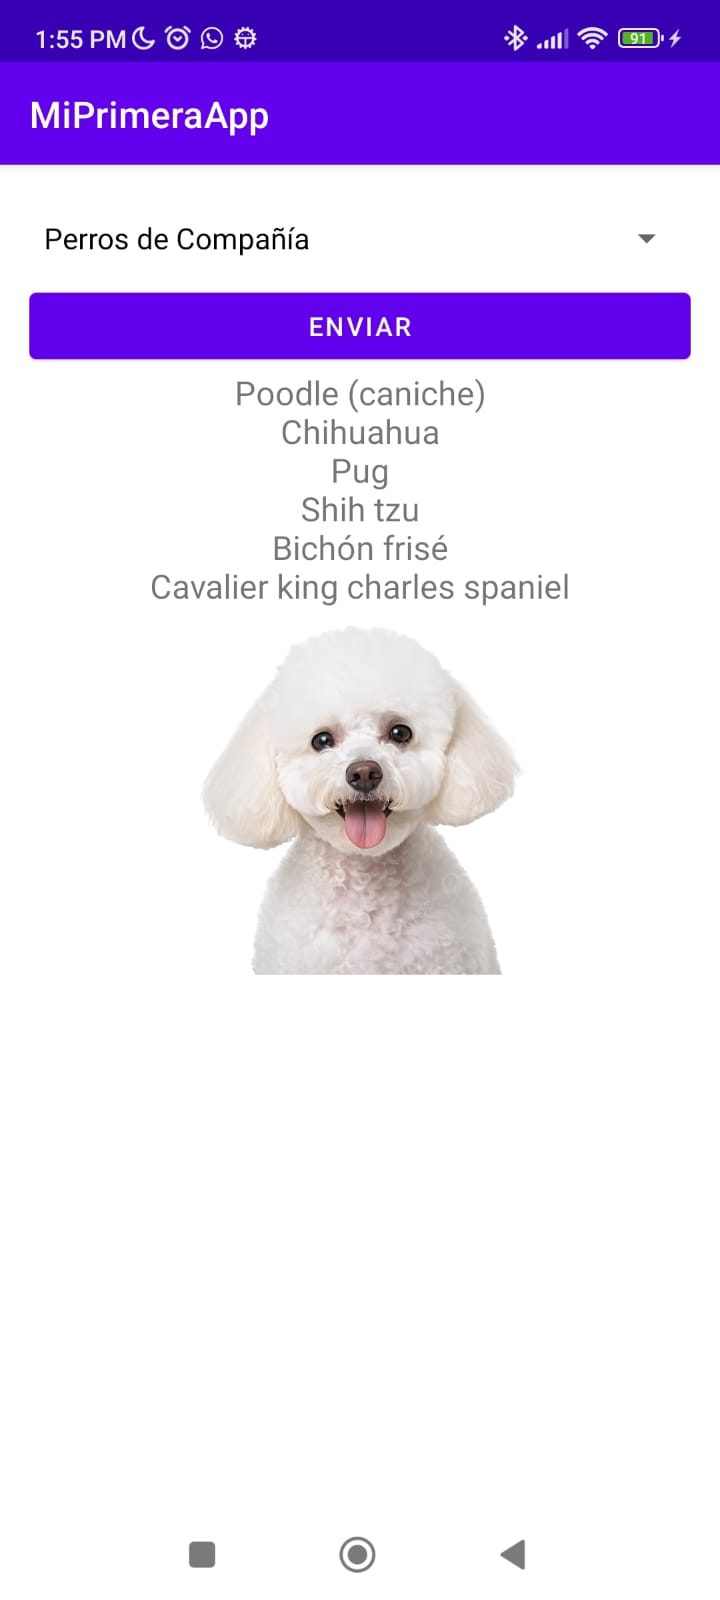 1:55 PM
91
MiPrimeraApp
Perros de Compañía
ENVIAR
Poodle (caniche)
Chihuahua
Pug
Shih tzu
Bichón frisé
Cavalier king charles spaniel